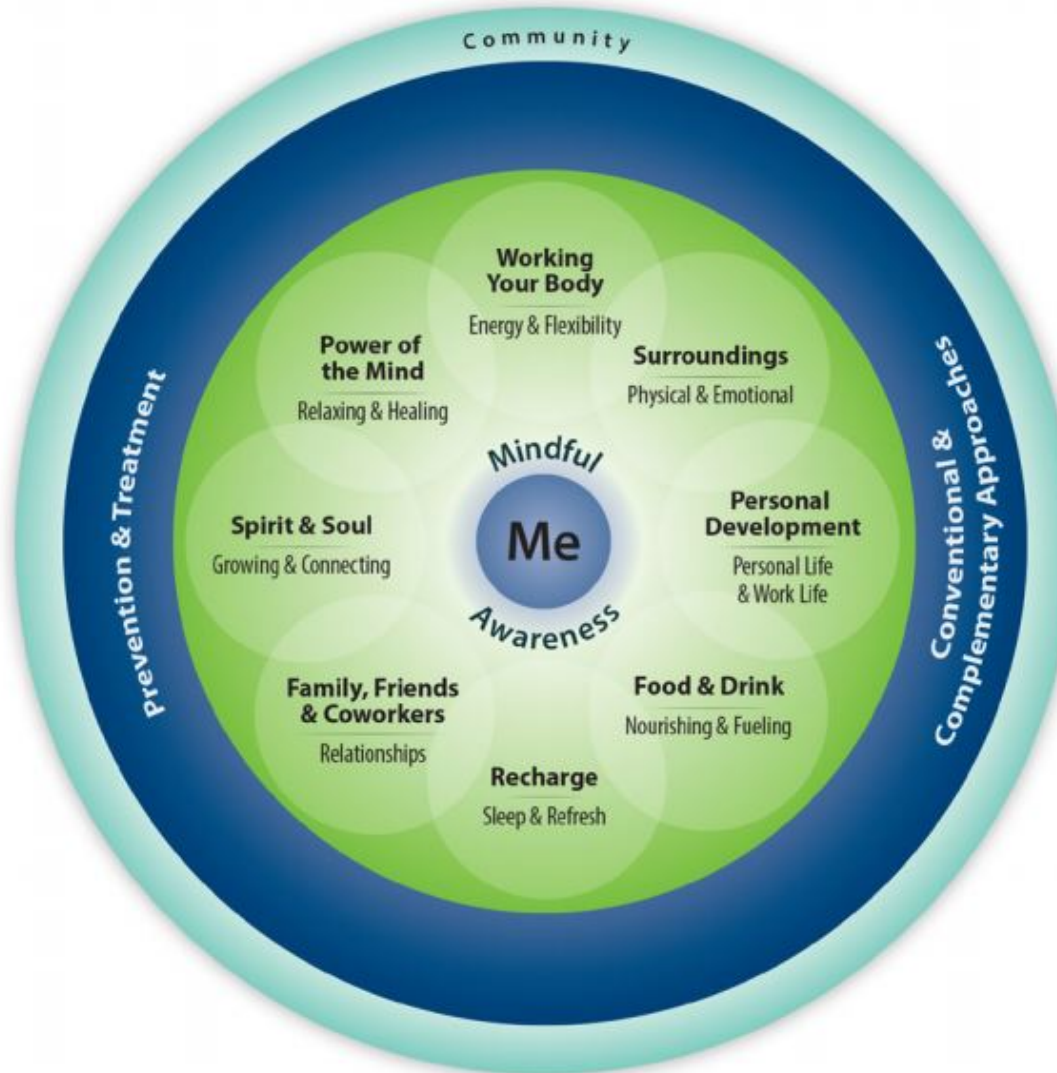 Community
Prevention & Treatment
Conventional &
Complementary Approaches
Working
Your Body
Energy & Flexibility
Surroundings
Physical & Emotional
Personal
Development
Personal Life
& Work Life
Food & Drink
Nourishing & Fueling
Recharge
Sleep & Refresh
Family, Friends
& Coworkers
Relationships
Spirit & Soul
Growing & Connecting
Power of
the Mind
Relaxing & Healing
Mindful
Me
Awareness